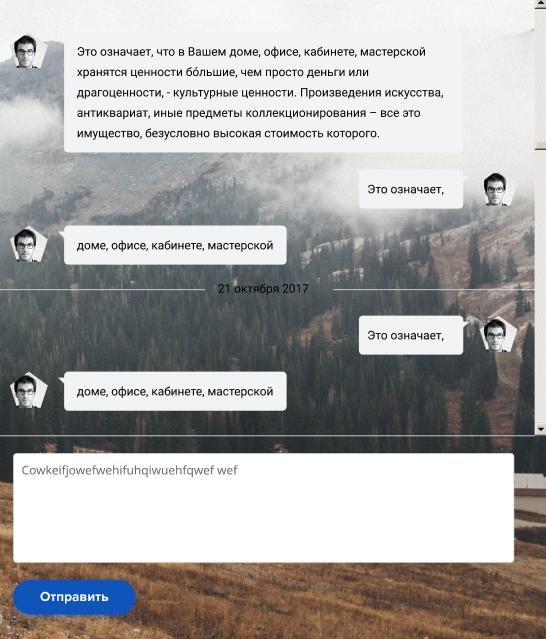 Это означает, что в Вашем доме, офисе, кабинете, мастерской
хранятся ценности бо́льшие, чем просто деньги или
драгоценности, - культурные ценности. Произведения искусства,
антиквариат, иные предметы коллекционирования – все это
имущество, безусловно высокая стоимость которого.
Это означает,
доме, офисе, кабинете, мастерской
21 октября 2017
Это означает,
доме, офисе, кабинете, мастерской
Cowkeifjowefwehifuhqiwuehfqwef wef
Отправить